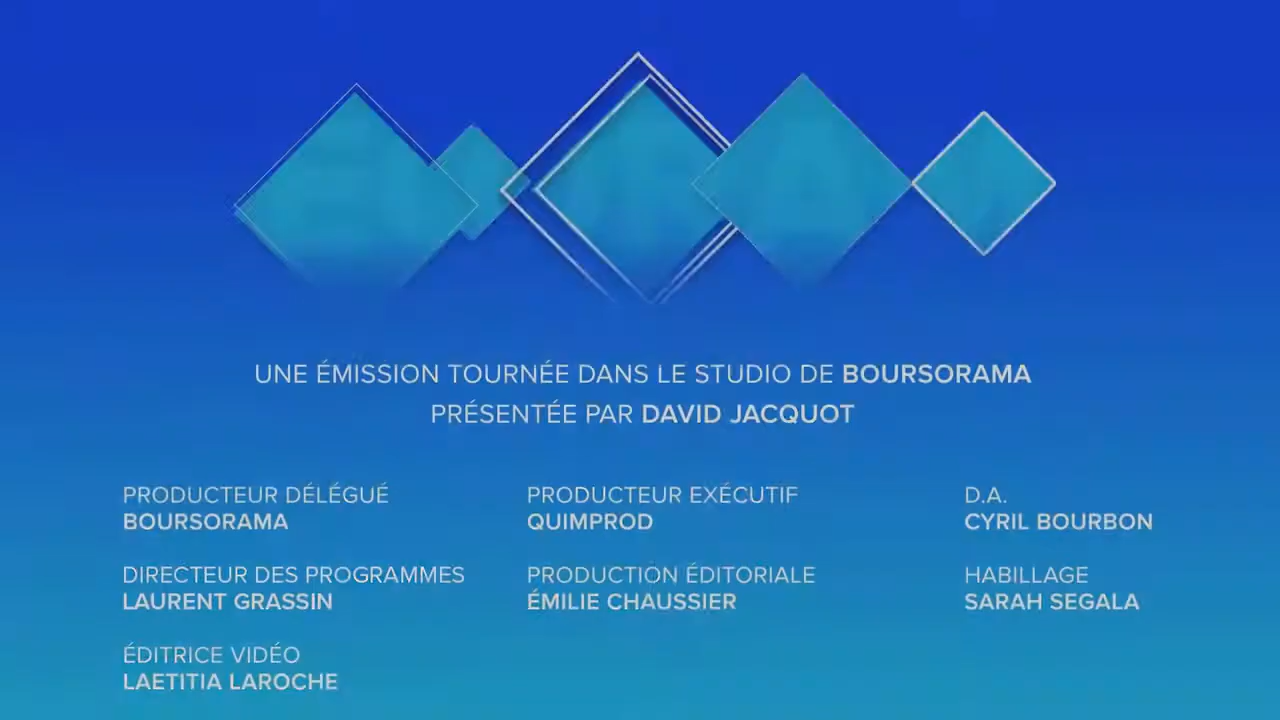 UNE ÉMISSION TOURNÉE DANS LE STUDIO DE BOURSORAMA
PRÉSENTÉE PAR DAVID JACQUOT
PRODUCTEUR DÉLÉGUÉ
BOURSORAMA
DIRECTEUR DES PROGRAMMES
LAURENT GRASSIN
ÉDITRICE VIDÉO
LAETITIA LAROCHE
PRODUCTEUR EXÉCUTIF
QUIMPROD
PRODUCTION ÉDITORIALE
ÉMILIE CHAUSSIER
D.A.
CYRIL BOURBON
HABILLAGE
SARAH SEGALA